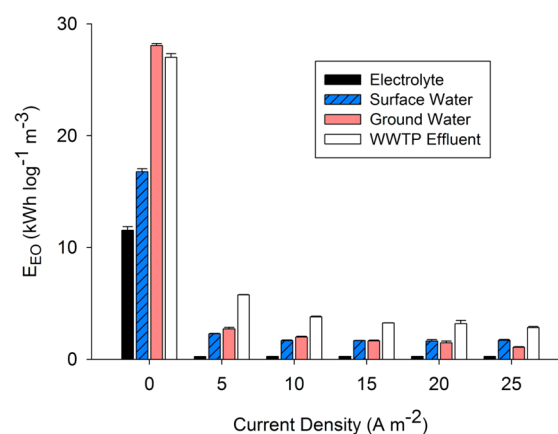 30
20
10
0
E_EO (kWh log⁻¹ m⁻³)
Electrolyte
Surface Water
Ground Water
WWTP Effluent
0 5 10 15 20 25
Current Density (A m⁻²)